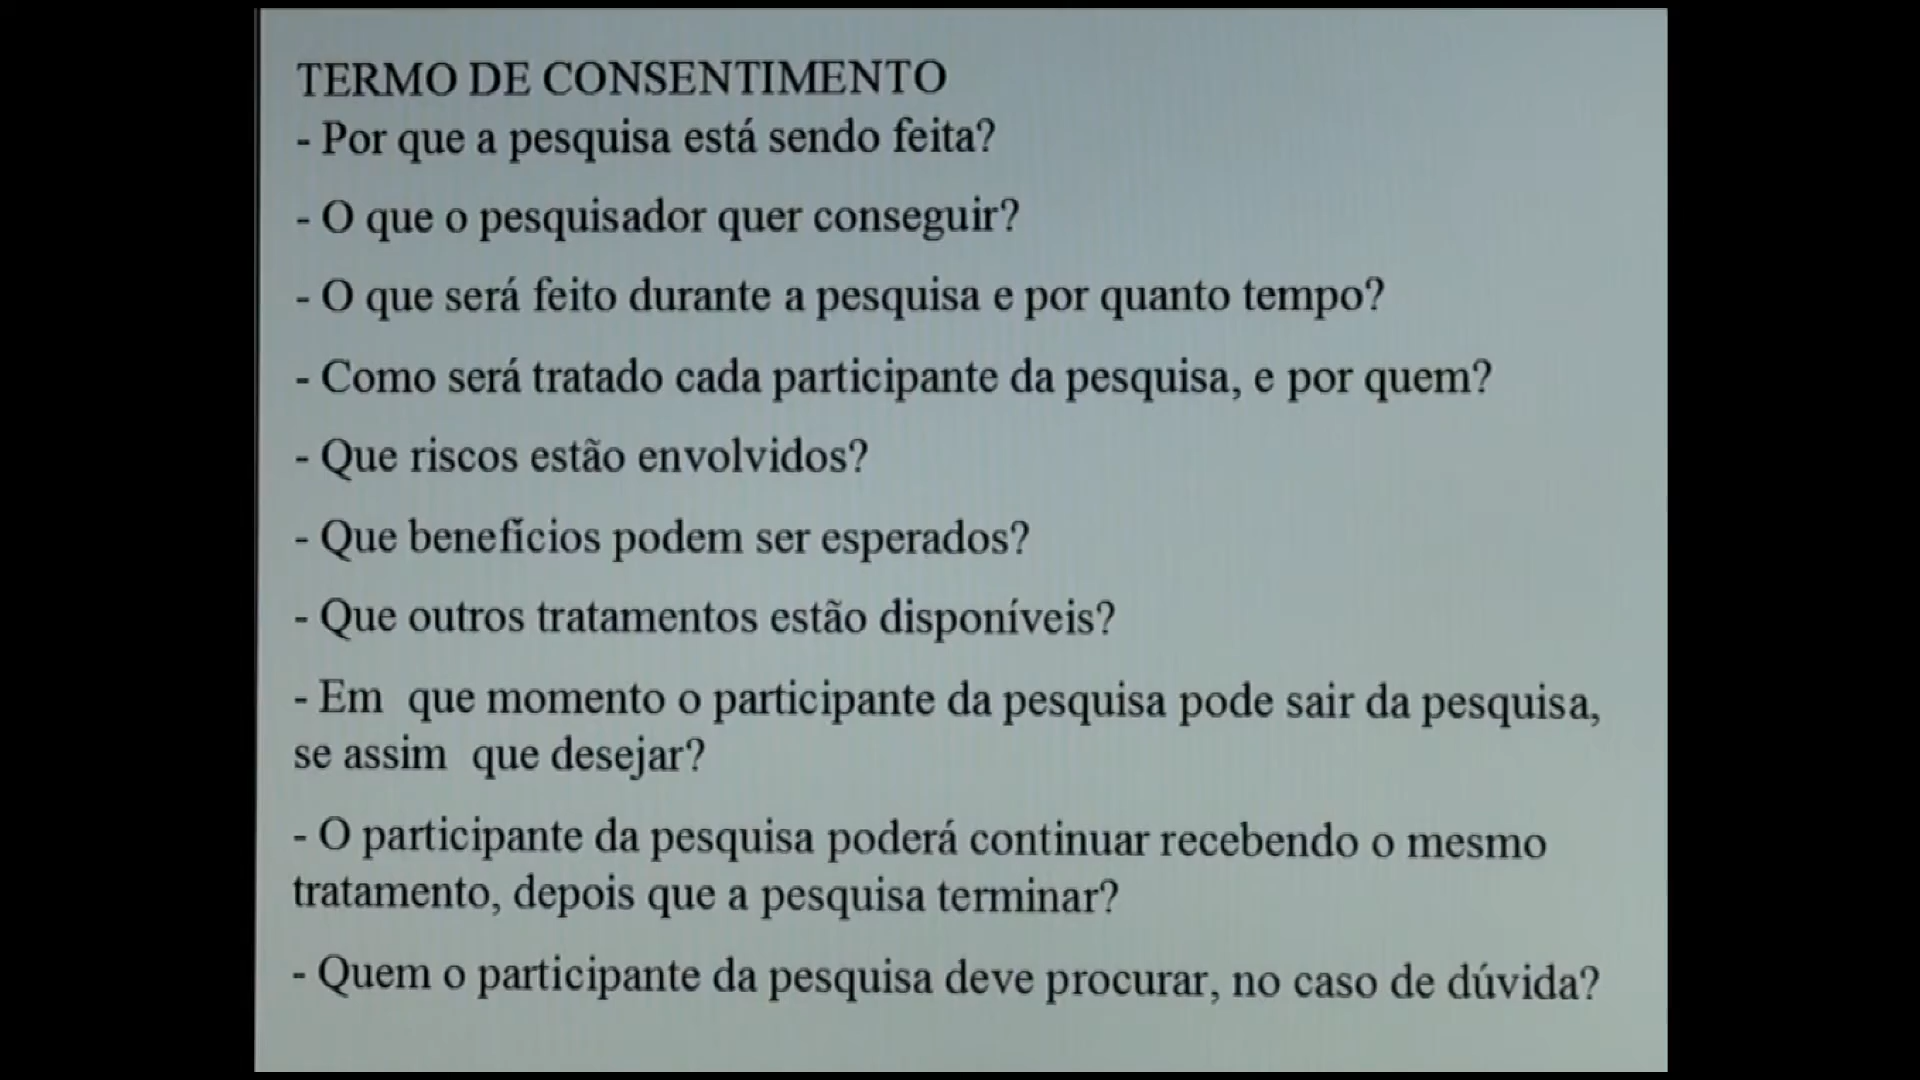 TERMO DE CONSENTIMENTO
- Por que a pesquisa está sendo feita?
- O que o pesquisador quer conseguir?
- O que será feito durante a pesquisa e por quanto tempo?
- Como será tratado cada participante da pesquisa, e por quem?
- Que riscos estão envolvidos?
- Que benefícios podem ser esperados?
- Que outros tratamentos estão disponíveis?
- Em que momento o participante da pesquisa pode sair da pesquisa,
se assim que desejar?
- O participante da pesquisa poderá continuar recebendo o mesmo
tratamento, depois que a pesquisa terminar?
- Quem o participante da pesquisa deve procurar, no caso de dúvida?